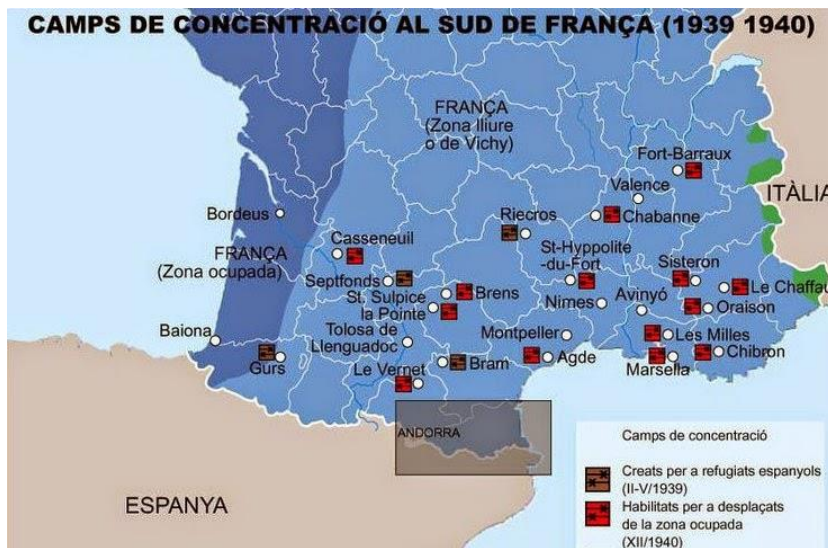 CAMPS DE CONCENTRACIÓ AL SUD DE FRANÇA (1939 1940)
FRANÇA
(Zona lliure
o de Vichy)
Fort-Barraux
Valence
ITÀLIA
Bordeus
Riecros
Chabanne
Casseneuil
St-Hyppolite
-du-Fort
FRANÇA
(Zona ocupada)
Sisteron
Septfonds
Le Chaffau
St. Sulpice
la Pointe
Brens
Nimes
Avinyó
Oraison
Baiona
Tolosa de
Llenguadoc
Montpeller
Les Milles
Gurs
Bram
Agde
Chibron
Le Vernet
Marsella
ANDORRA
Camps de concentració
Creats per a refugiats espanyols
(II-V/1939)
ESPANYA
Habilitats per a desplaçats
de la zona ocupada
(XII/1940)